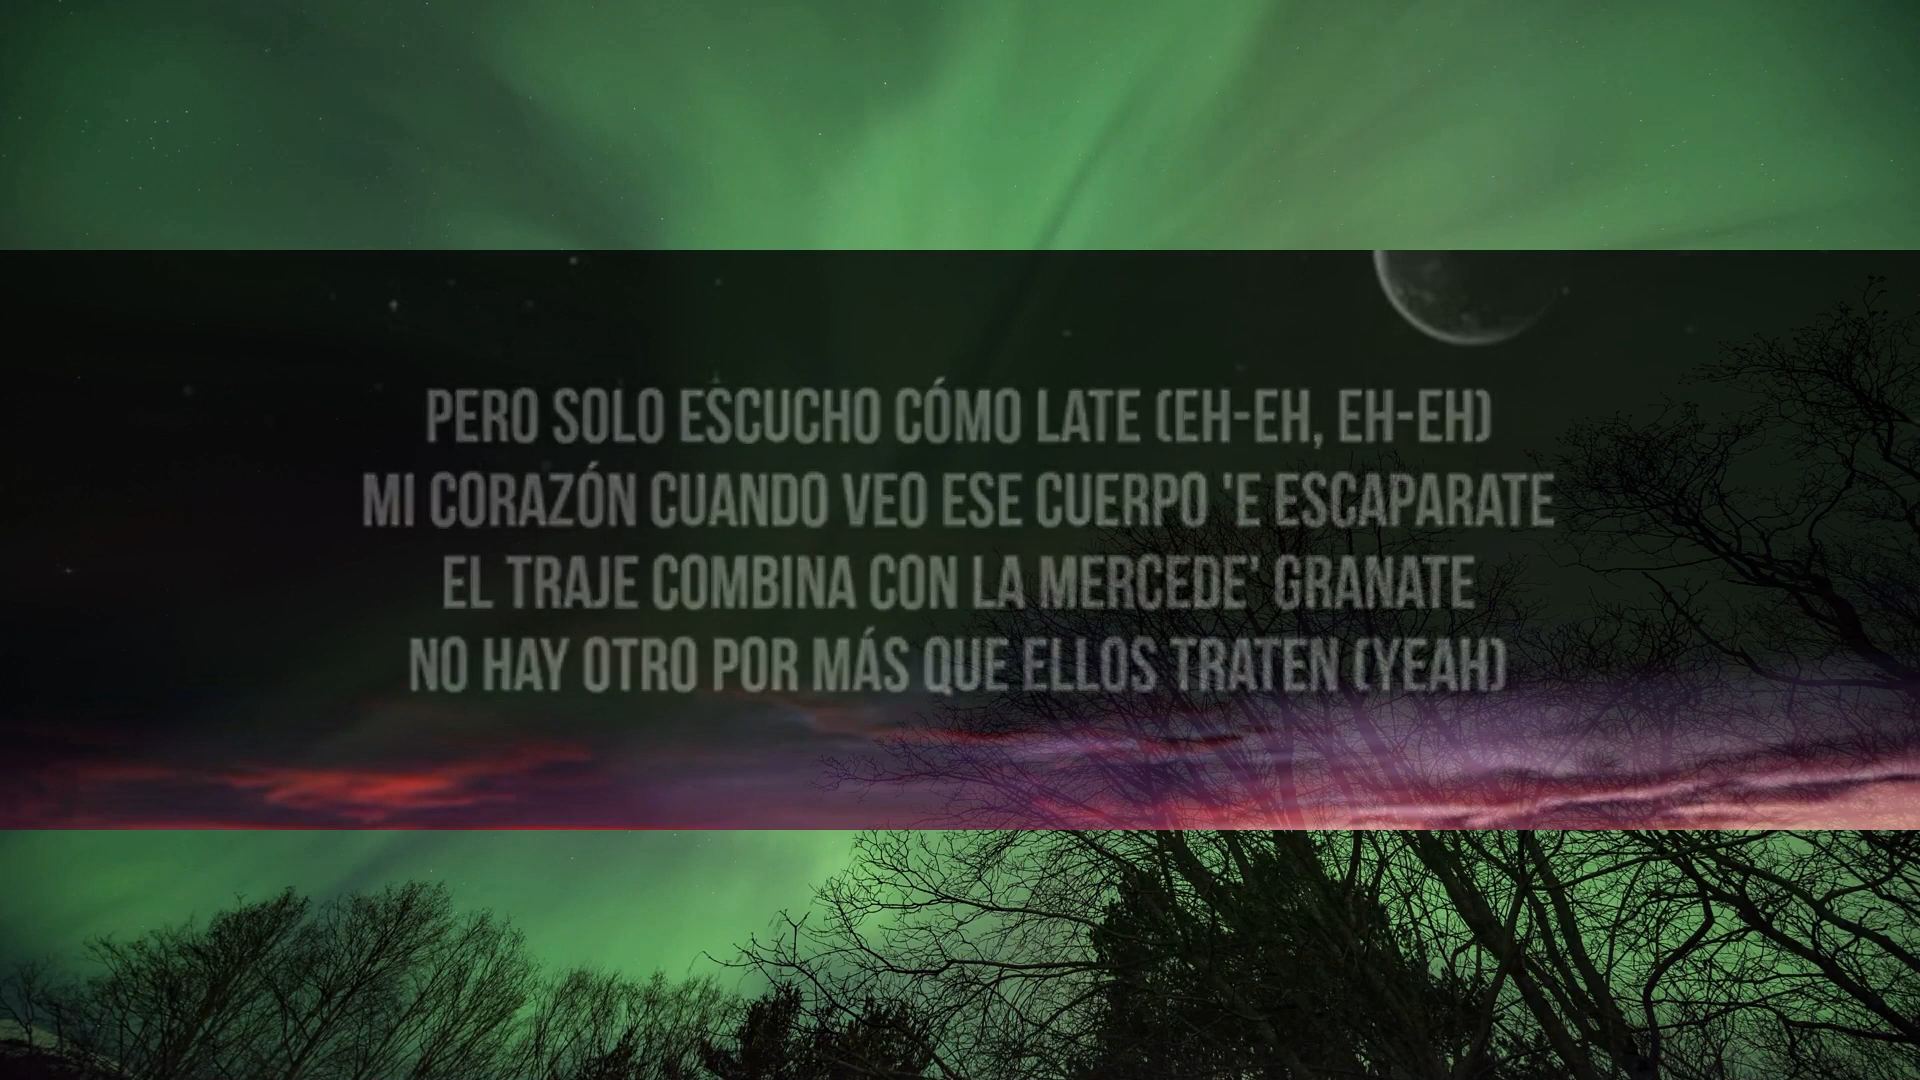 PERO SOLO ESCUCHO CÓMO LATE (EH-EH, EH-EH)
MI CORAZÓN CUANDO VEO ESE CUERPO 'E ESCAPARATE
EL TRAJE COMBINA CON LA MERCEDE' GRANATE
NO HAY OTRO POR MÁS QUE ELLOS TRATEN (YEAH)